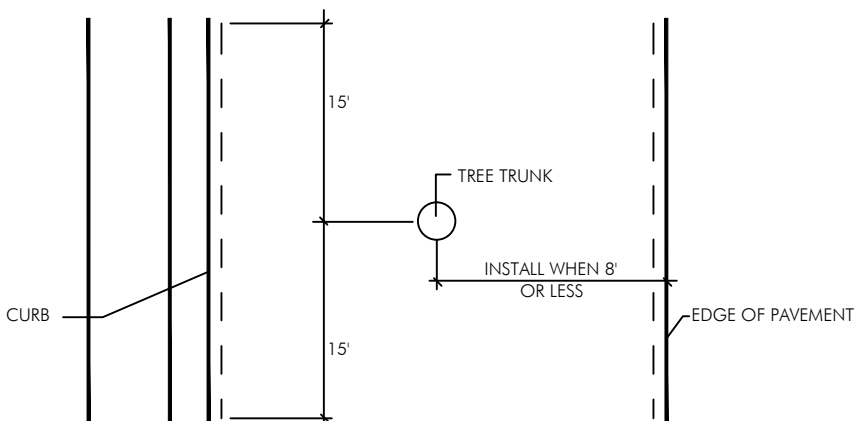 15'
TREE TRUNK
INSTALL WHEN 8'
OR LESS
CURB
EDGE OF PAVEMENT
15'